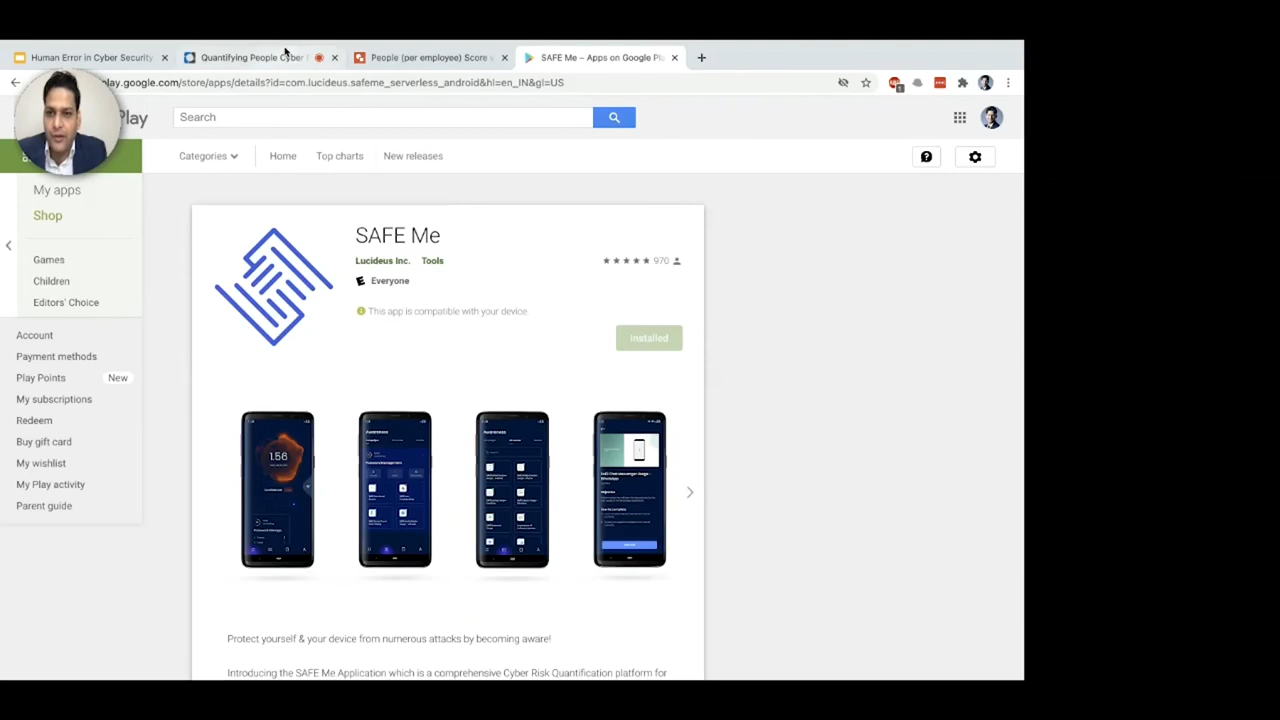 Human Error in Cyber Security
Quantifying People Cyber
People (per employee) Score
SAFE Me – Apps on Google Pla
play.google.com/store/apps/details?id=com.lucideus.safeme_serverless_android&hl=en_IN&gl=US
1
Play
Search
Categories
Home
Top charts
New releases
My apps
Shop
Games
Children
Editors' Choice
Account
Payment methods
Play Points
New
My subscriptions
Redeem
Buy gift card
My wishlist
My Play activity
Parent guide
SAFE Me
Lucideus Inc.
Tools
970
E
Everyone
This app is compatible with your device.
Installed
1.56
Awareness
Awareness
Protect yourself & your device from numerous attacks by becoming aware!
Introducing the SAFE Me Application which is a comprehensive Cyber Risk Quantification platform for